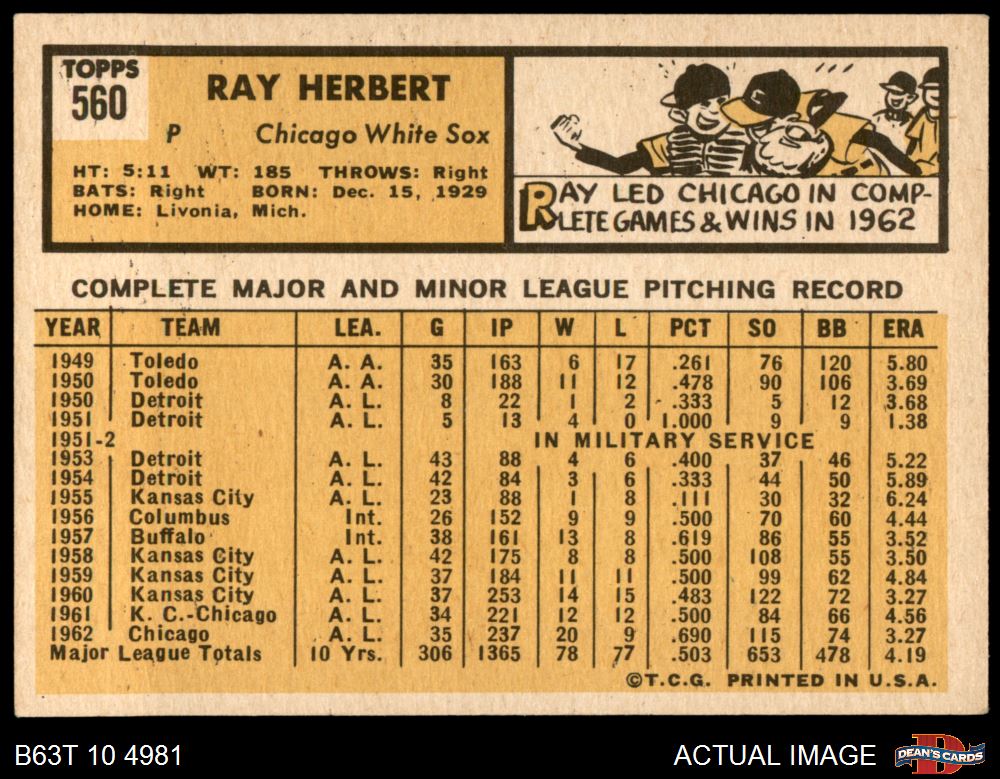 TOPPS
560
RAY HERBERT
P Chicago White Sox
HT: 5:11 WT: 185 THROWS: Right
BATS: Right BORN: Dec. 15, 1929
HOME: Livonia, Mich.
C
RAY LED CHICAGO IN COMP-
LETE GAMES & WINS IN 1962
COMPLETE MAJOR AND MINOR LEAGUE PITCHING RECORD
YEAR TEAM LEA. G IP W L PCT SO BB ERA
1949 Toledo A. A. 35 163 6 17 .261 76 120 5.80
1950 Toledo A. A. 30 188 11 12 .478 90 106 3.69
1950 Detroit A. L. 8 22 1 2 .333 5 12 3.68
1951 Detroit A. L. 5 13 4 0 1.000 9 9 1.38
1951-2 IN MILITARY SERVICE
1953 Detroit A. L. 43 88 4 6 .400 37 46 5.22
1954 Detroit A. L. 42 84 3 6 .333 44 50 5.89
1955 Kansas City A. L. 23 88 1 8 .111 30 32 6.24
1956 Columbus Int. 26 152 9 9 .500 70 60 4.44
1957 Buffalo Int. 38 161 13 8 .619 86 55 3.52
1958 Kansas City A. L. 42 175 8 8 .500 108 55 3.50
1959 Kansas City A. L. 37 184 11 11 .500 99 62 4.84
1960 Kansas City A. L. 37 253 14 15 .483 122 72 3.27
1961 K. C.-Chicago A. L. 34 221 12 12 .500 84 66 4.56
1962 Chicago A. L. 35 237 20 9 .690 115 74 3.27
Major League Totals 10 Yrs. 306 1365 78 77 .503 653 478 4.19
©T.C.G. PRINTED IN U.S.A.
B63T 10 4981 ACTUAL IMAGE
D
DEAN'S CARDS